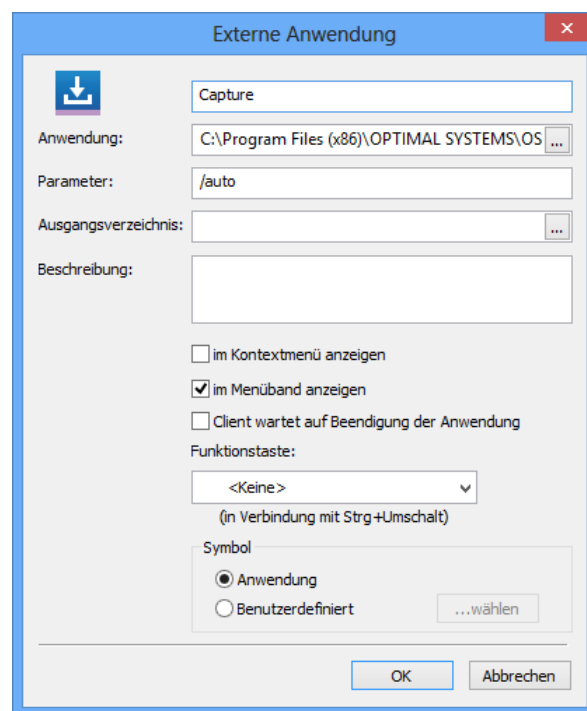 Externe Anwendung
Capture
Anwendung: C:\Program Files (x86)\OPTIMAL SYSTEMS\OS ...
Parameter: /auto
Ausgangsverzeichnis: ...
Beschreibung:
im Kontextmenü anzeigen
im Menüband anzeigen
Client wartet auf Beendigung der Anwendung
Funktionstaste:
<Keine>
(in Verbindung mit Strg+Umschalt)
Symbol
Anwendung
Benutzerdefiniert ...wählen
OK Abbrechen